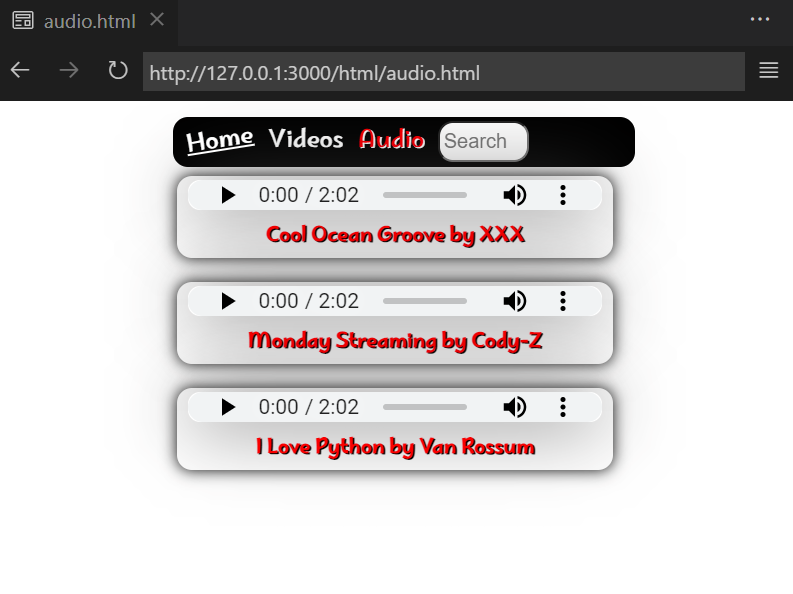 audio.html
http://127.0.0.1:3000/html/audio.html
Home Videos Audio Search
0:00 / 2:02
Cool Ocean Groove by XXX
0:00 / 2:02
Monday Streaming by Cody-Z
0:00 / 2:02
I Love Python by Van Rossum